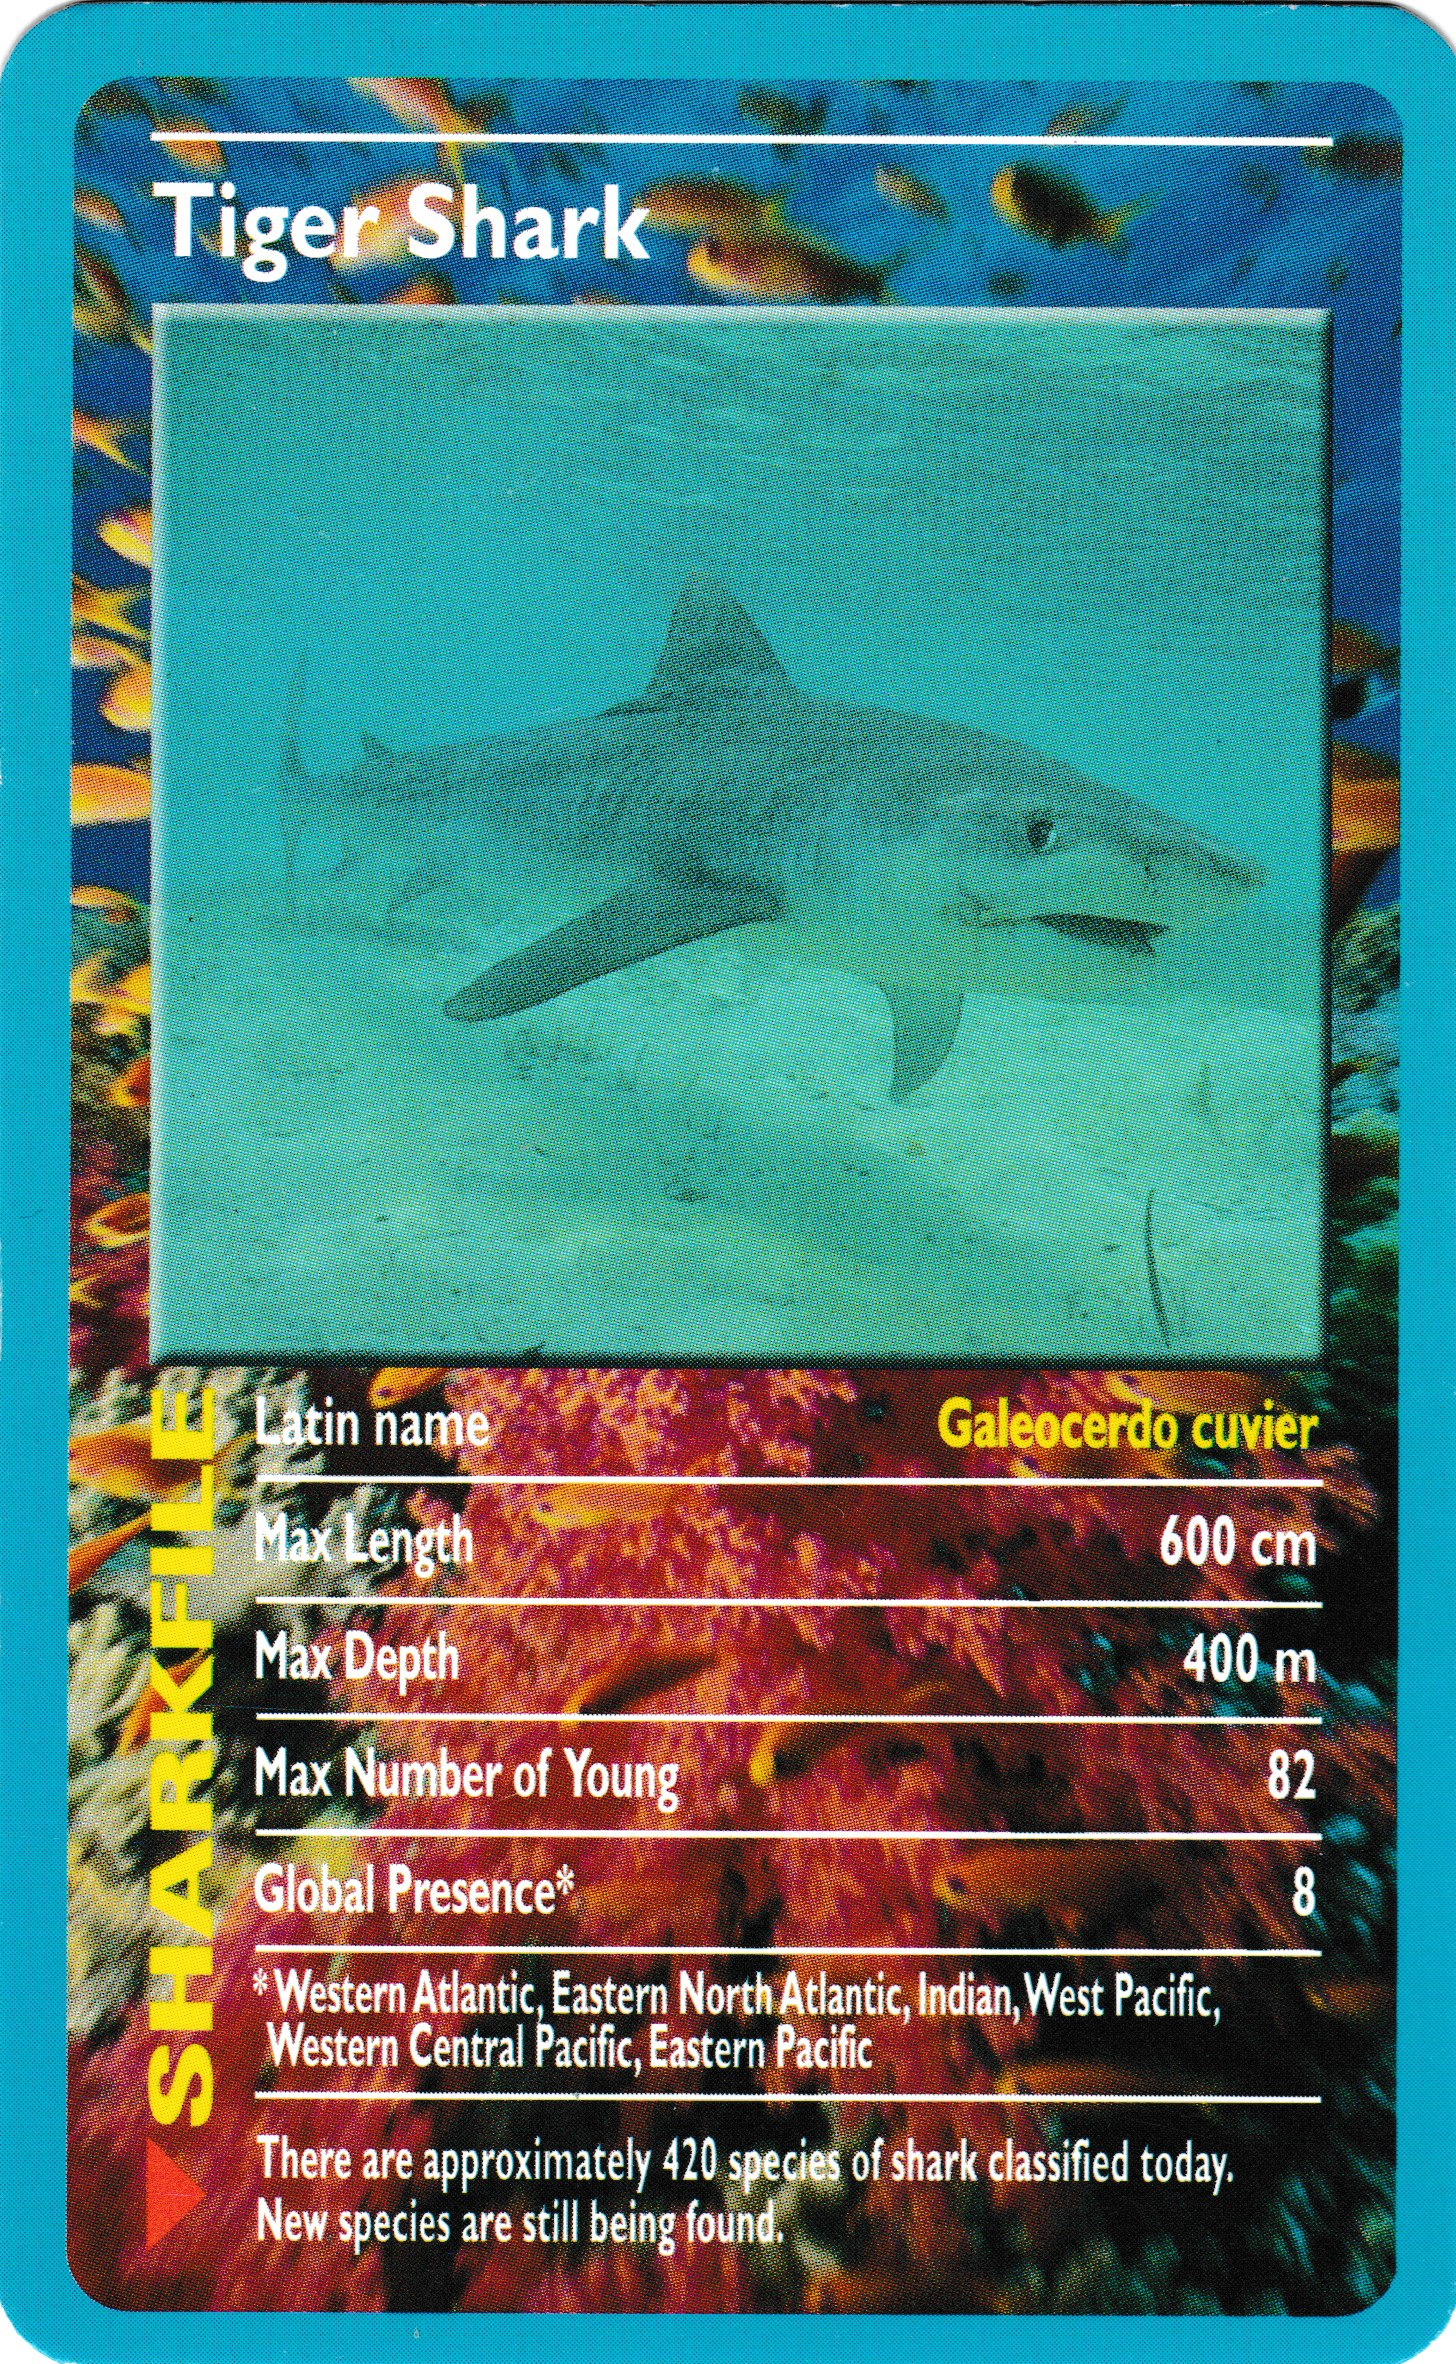 Tiger Shark
SHARKFILE
Latin name Galeocerdo cuvier
Max Length 600 cm
Max Depth 400 m
Max Number of Young 82
Global Presence* 8
*Western Atlantic, Eastern North Atlantic, Indian, West Pacific,
Western Central Pacific, Eastern Pacific
There are approximately 420 species of shark classified today.
New species are still being found.